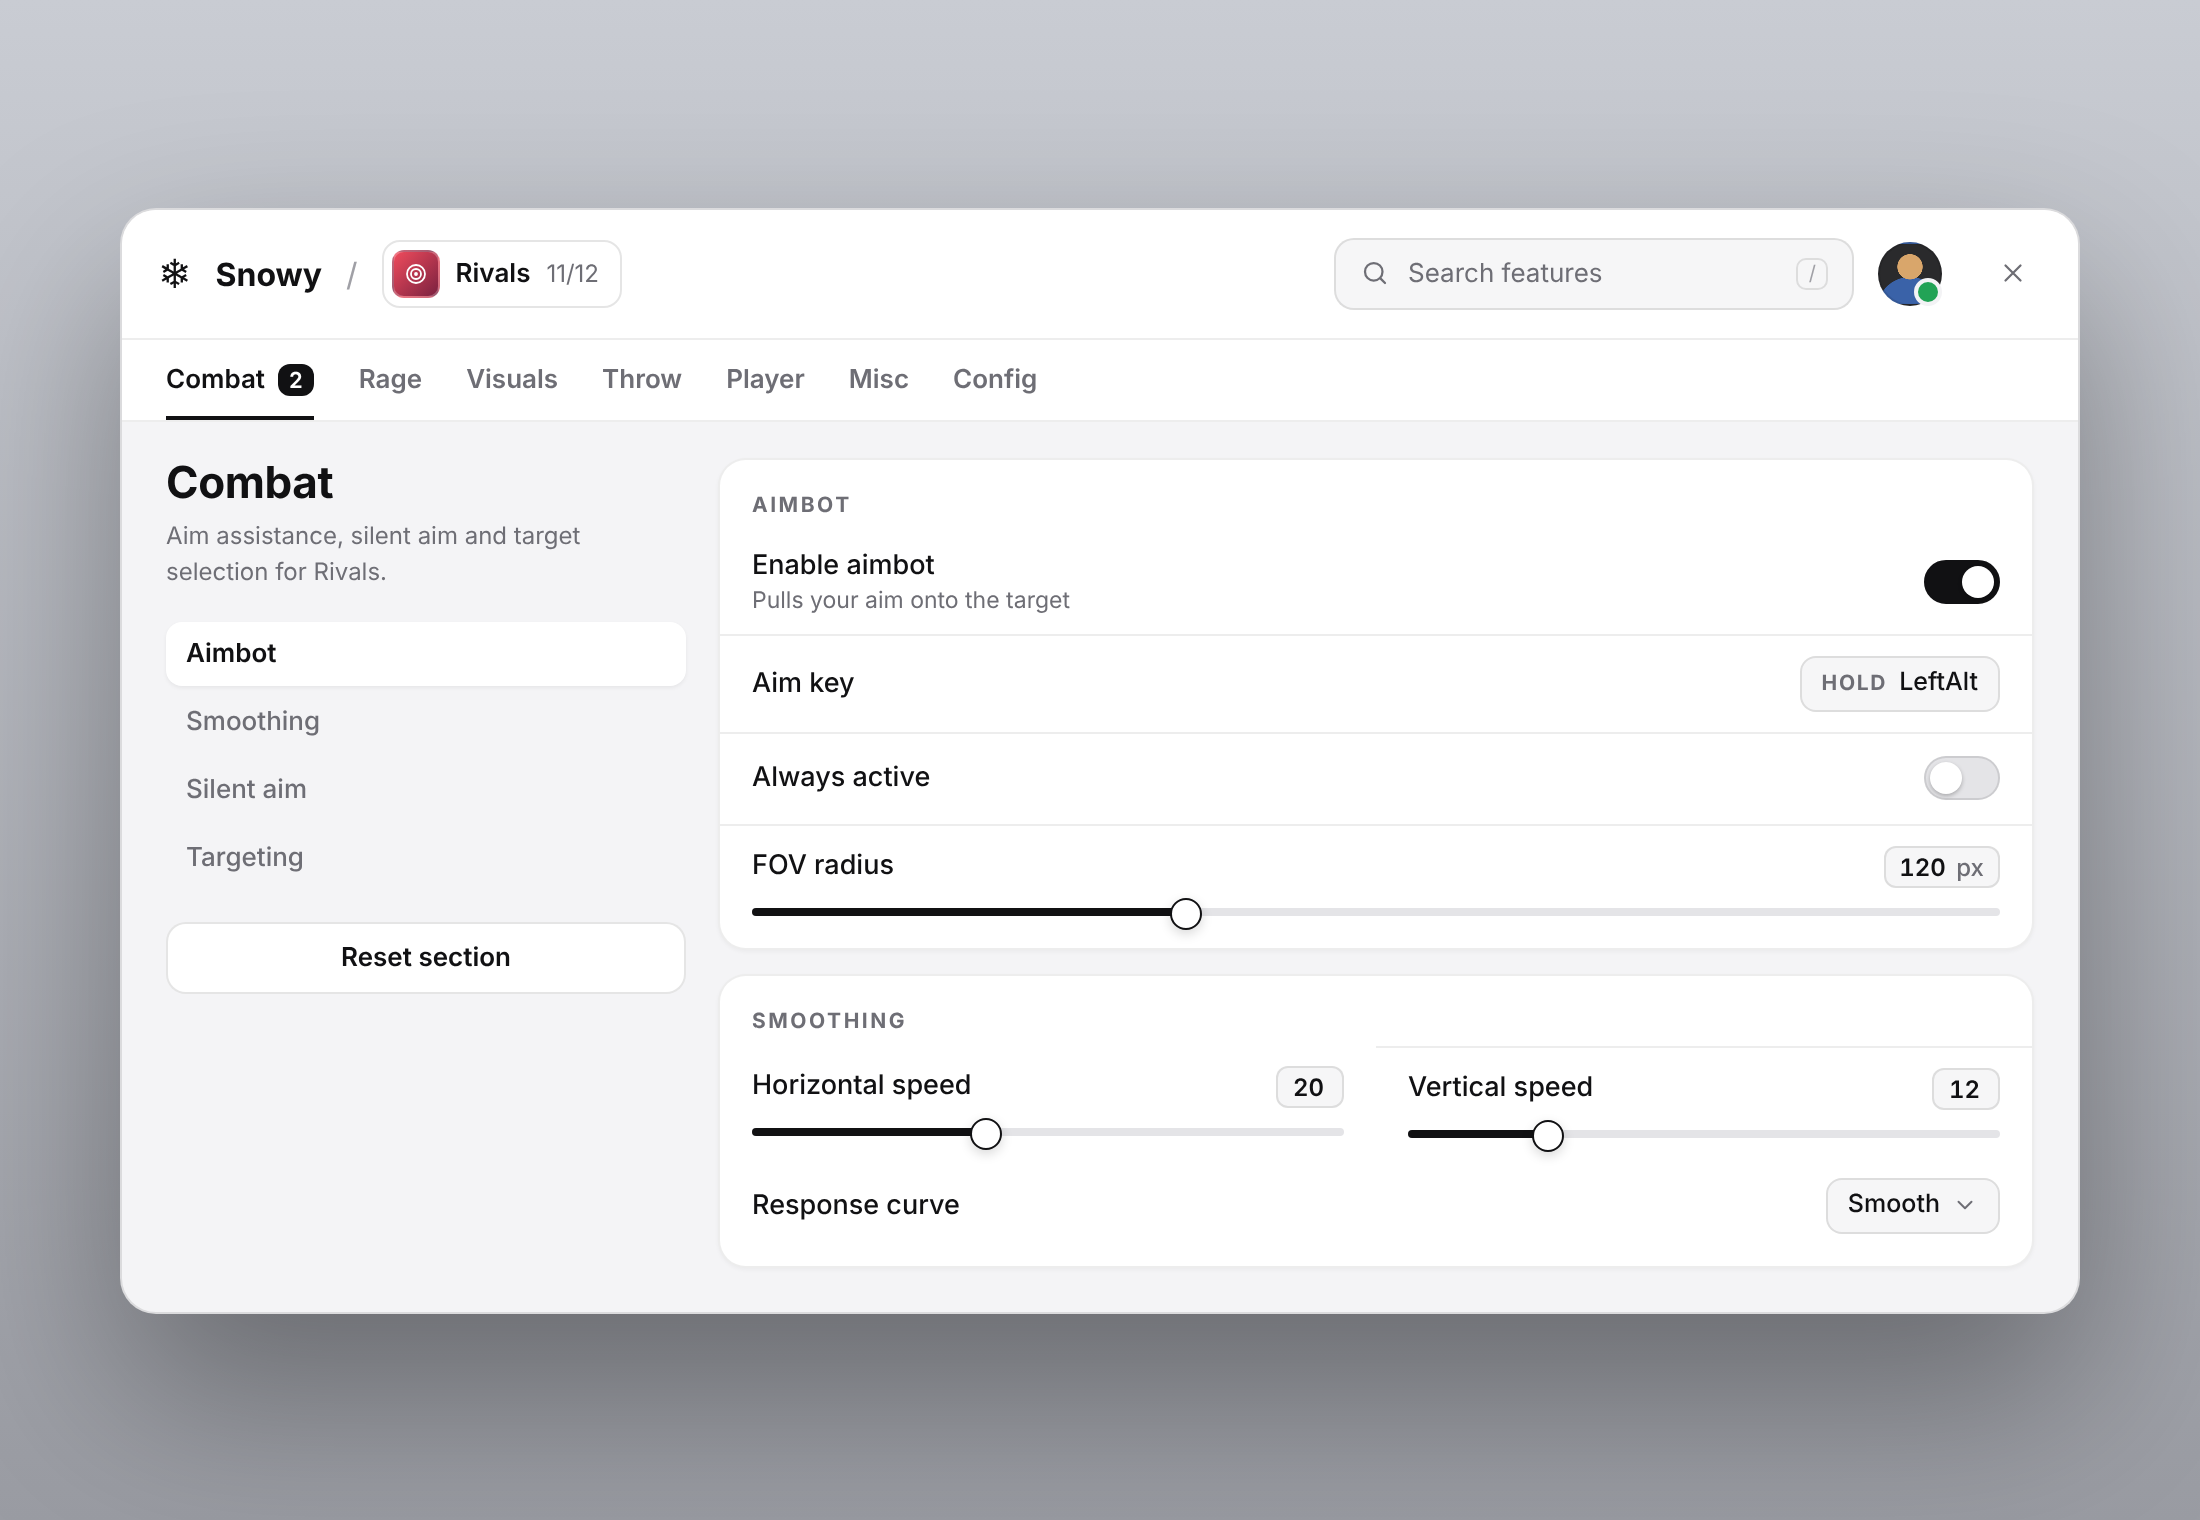 Snowy / Rivals 11/12
Search features /
Combat 2 Rage Visuals Throw Player Misc Config
Combat
Aim assistance, silent aim and target
selection for Rivals.
Aimbot
Smoothing
Silent aim
Targeting
Reset section
AIMBOT
Enable aimbot
Pulls your aim onto the target
Aim key HOLD LeftAlt
Always active
FOV radius 120 px
SMOOTHING
Horizontal speed 20
Vertical speed 12
Response curve Smooth